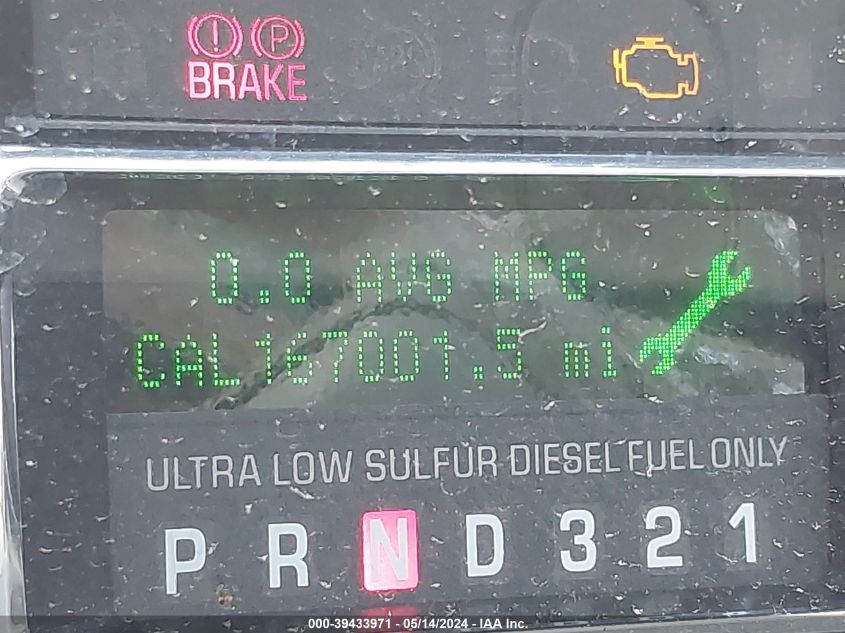 ! P
BRAKE
0.0 AVG MPG
CAL167001.5 mi
ULTRA LOW SULFUR DIESEL FUEL ONLY
P R N D 3 2 1
000-39433971 - 05/14/2024 - IAA Inc.